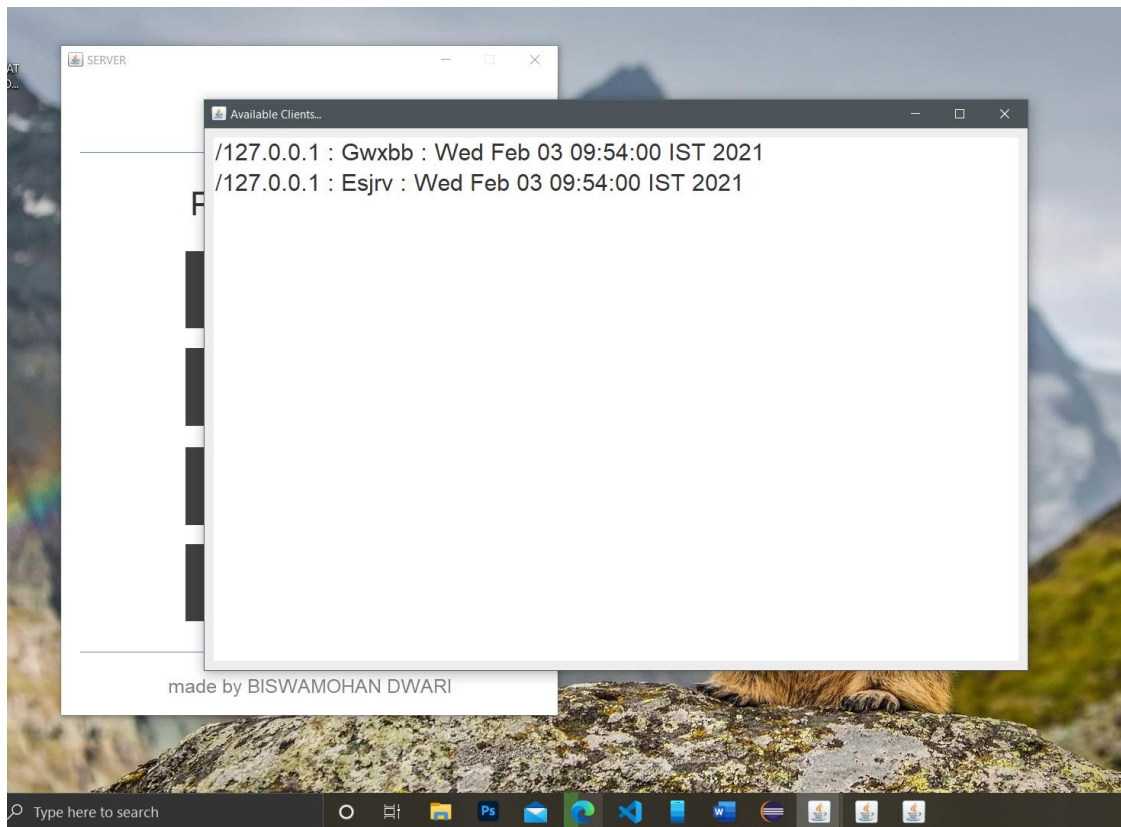 SERVER
Available Clients...
/127.0.0.1 : Gwxbb : Wed Feb 03 09:54:00 IST 2021
/127.0.0.1 : Esjrv : Wed Feb 03 09:54:00 IST 2021
made by BISWAMOHAN DWARI
Type here to search
Ps
W